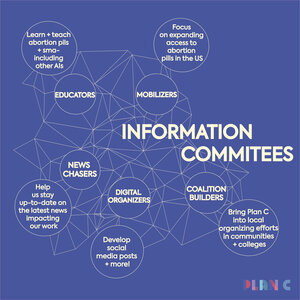 Learn + teach
abortion pils
+ sma-
including
other AIs
Focus
on expanding
access to
abortion
pills in the US
EDUCATORS
MOBILIZERS
INFORMATION
COMMITEES
NEWS
CHASERS
DIGITAL
ORGANIZERS
COALITION
BUILDERS
Help
us stay
up-to-date on
the latest news
impacting
our work
Develop
social
media posts
+ more!
Bring Plan C
into local
organizing efforts
in communities
+ colleges
PLAN C